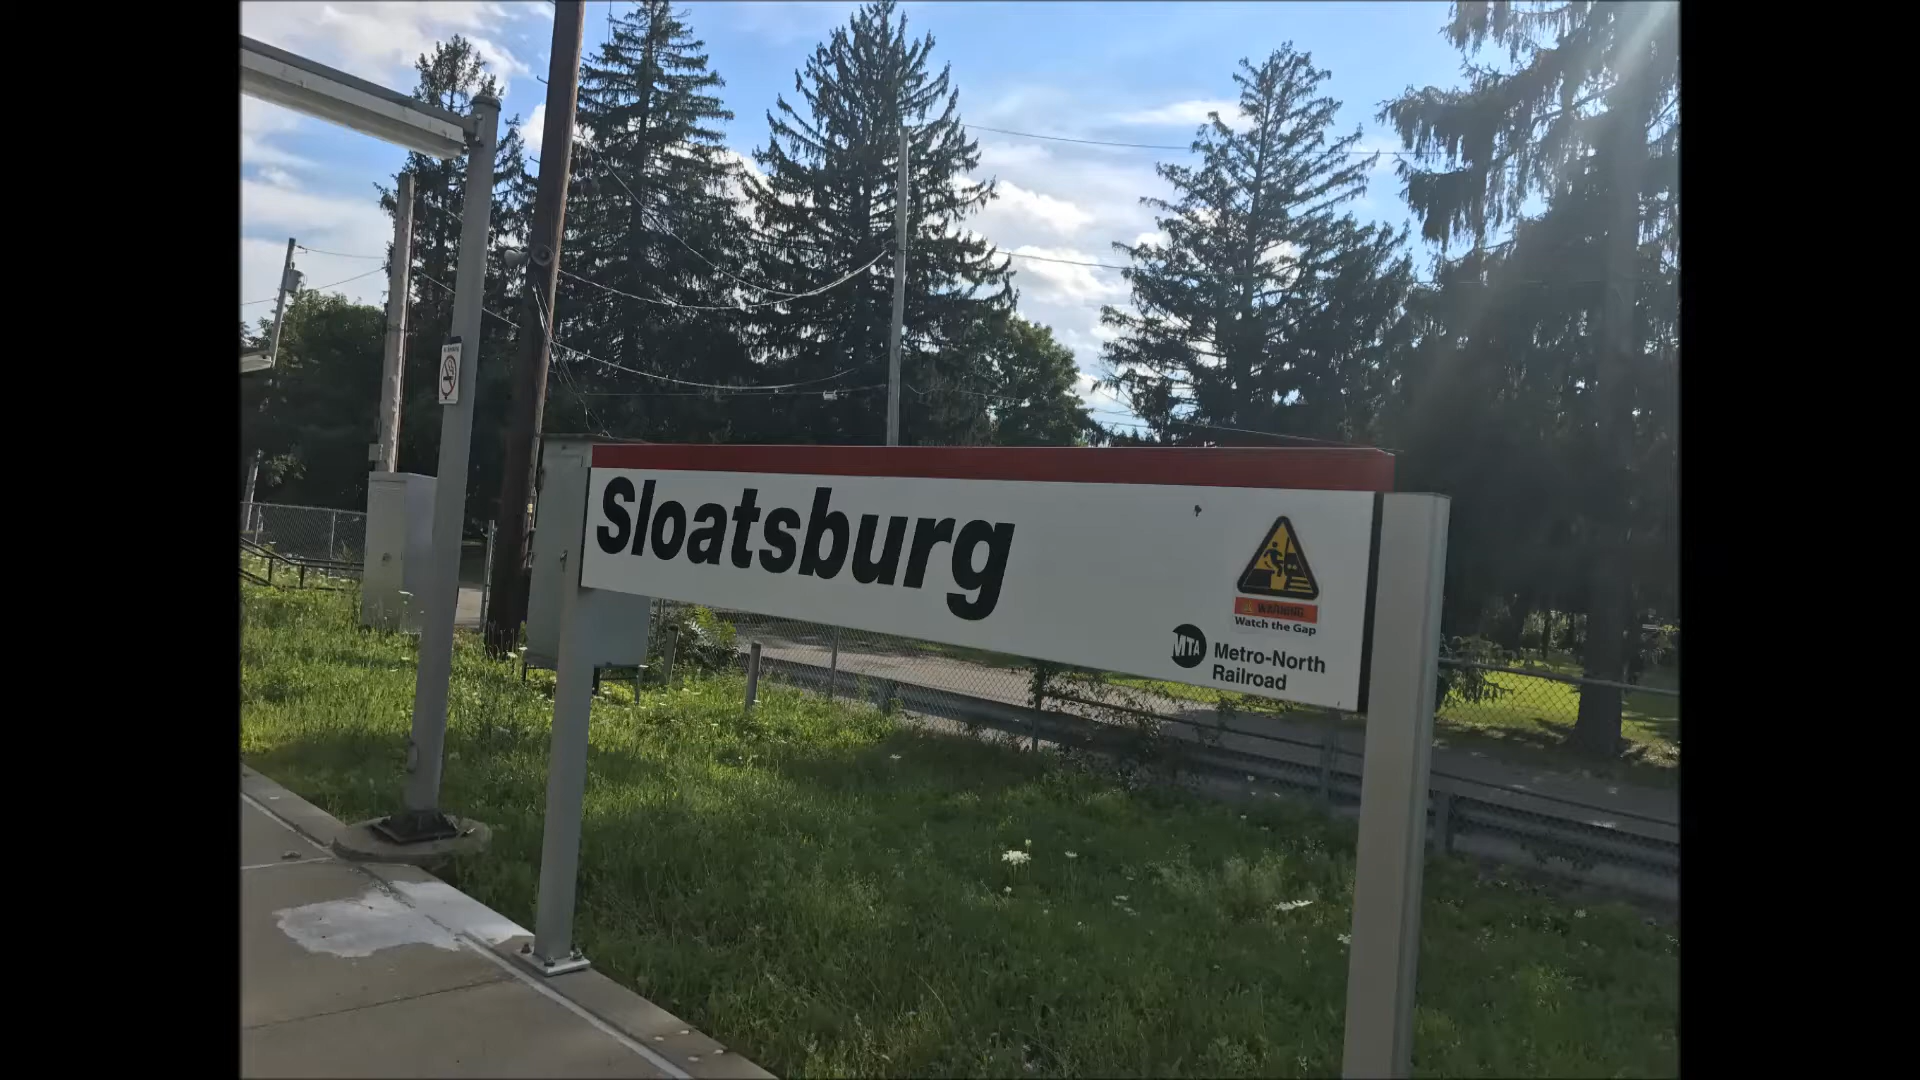 Sloatsburg
WARNING
Watch the Gap
MTA
Metro-North
Railroad